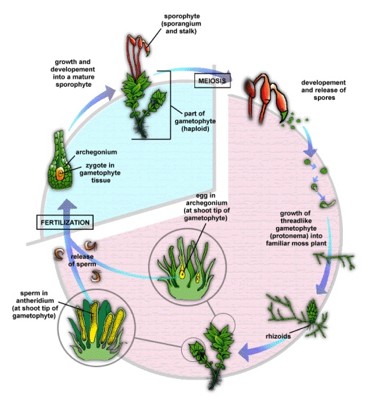 sporophyte
(sporangium
and stalk)
growth and
developement
into a mature
sporophyte
MEIOSIS
developement
and release of
spores
part of
gametophyte
(haploid)
archegonium
zygote in
gametophyte
tissue
egg in
archegonium
(at shoot tip of
gametophyte)
FERTILIZATION
growth of
threadlike
gametophyte
(protonema) into
familiar moss plant
release
of sperm
sperm in
antheridium
(at shoot tip of
gametophyte)
rhizoids